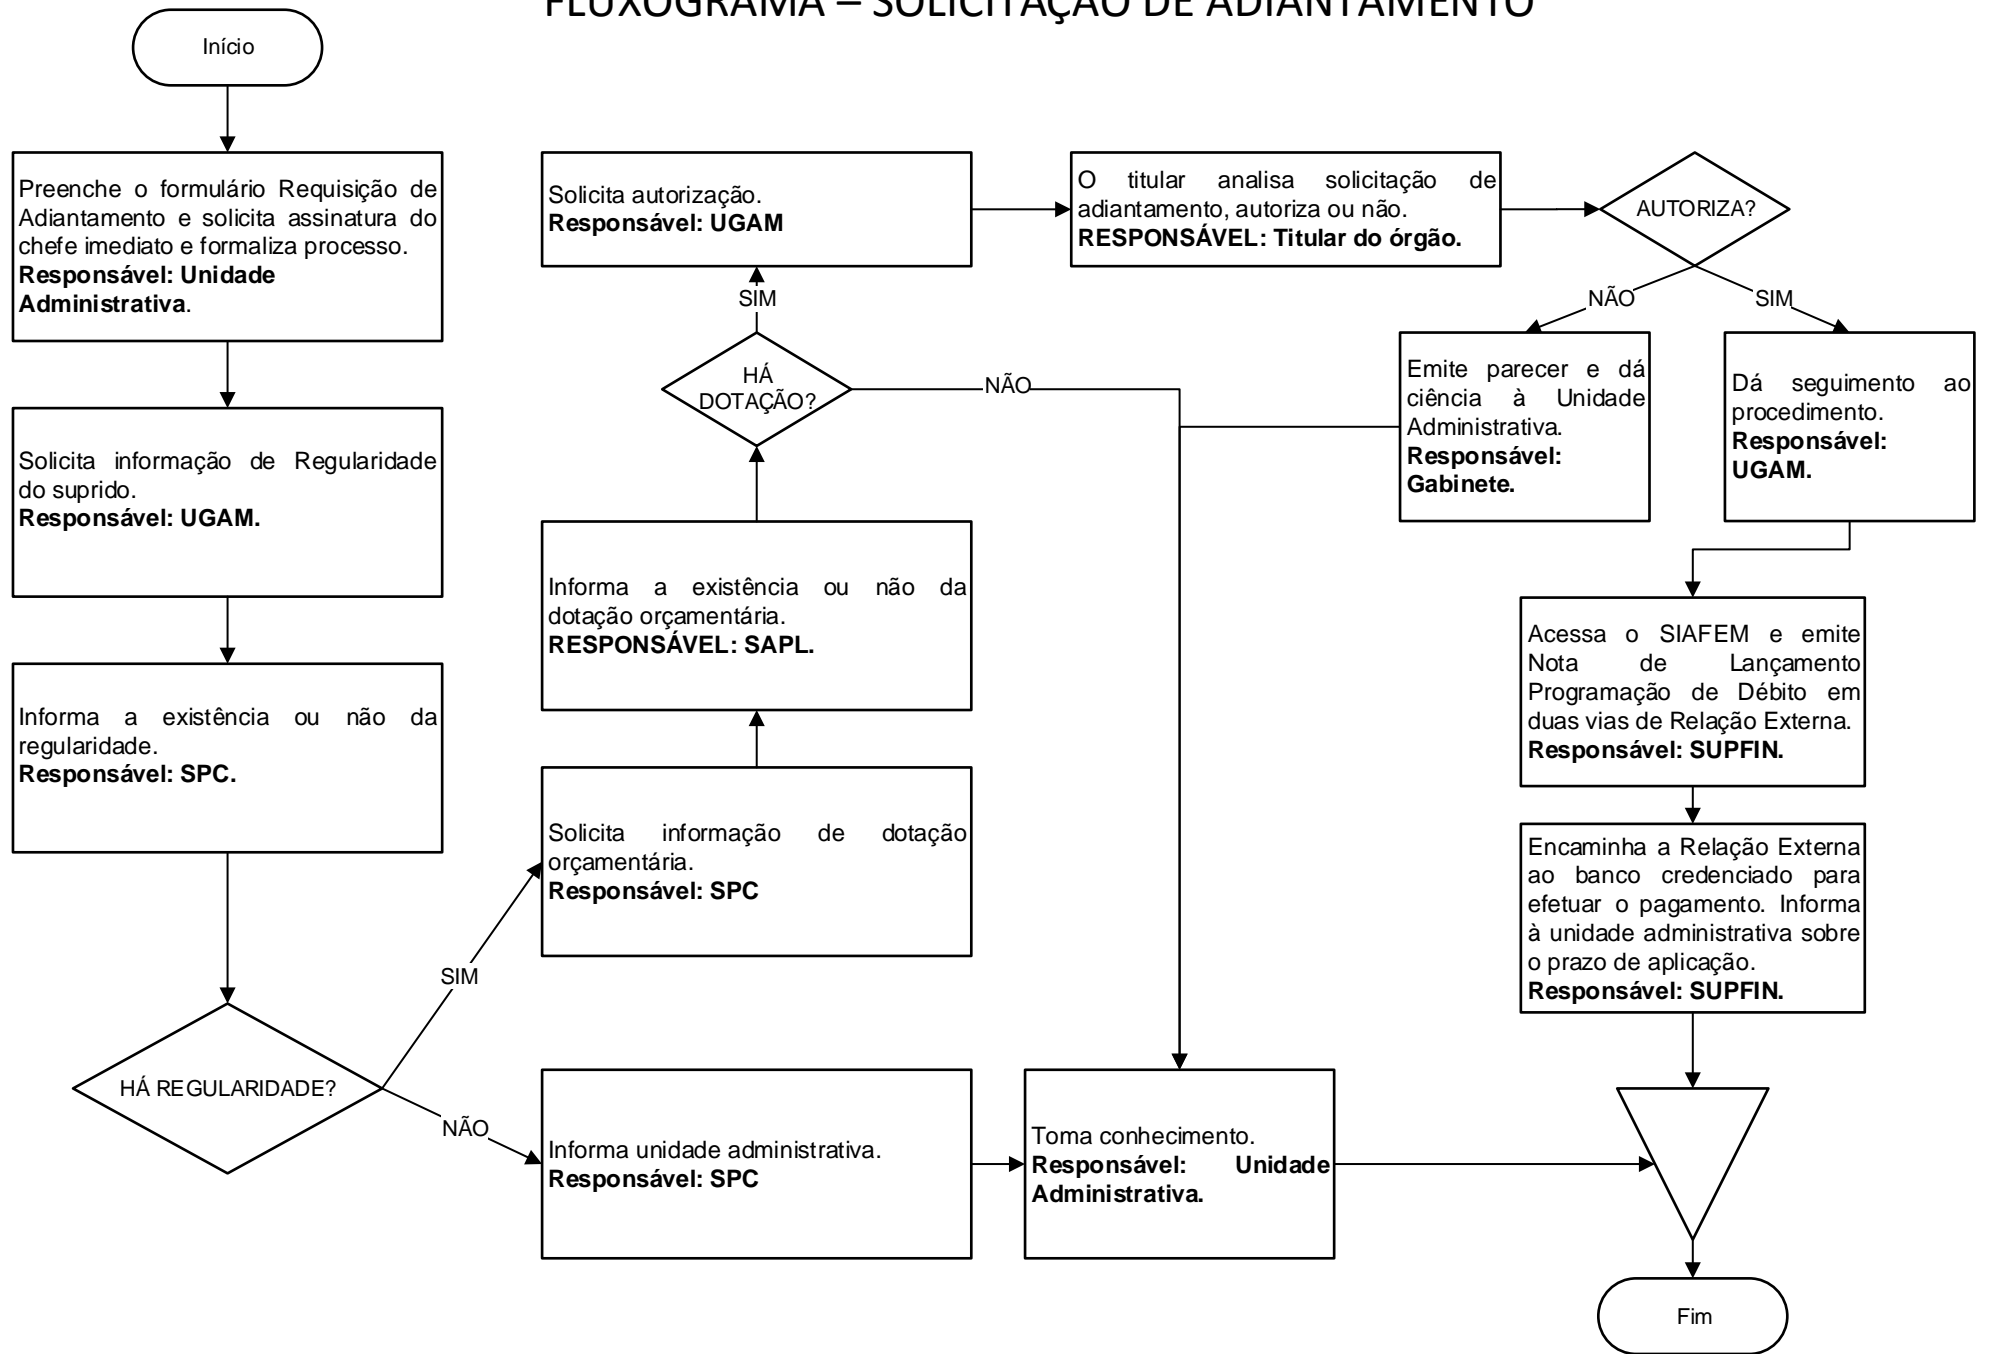 FLUXOGRAMA – SOLICITAÇÃO DE ADIANTAMENTO
Início
Preenche o formulário Requisição de
Adiantamento e solicita assinatura do
chefe imediato e formaliza processo.
Responsável: Unidade
Administrativa.
Solicita informação de Regularidade
do suprido.
Responsável: UGAM.
Informa a existência ou não da
regularidade.
Responsável: SPC.
HÁ REGULARIDADE?
SIM
NÃO
Solicita informação de dotação
orçamentária.
Responsável: SPC
Informa unidade administrativa.
Responsável: SPC
Informa a existência ou não da
dotação orçamentária.
RESPONSÁVEL: SAPL.
HÁ
DOTAÇÃO?
SIM
NÃO
Solicita autorização.
Responsável: UGAM
O titular analisa solicitação de
adiantamento, autoriza ou não.
RESPONSÁVEL: Titular do órgão.
AUTORIZA?
NÃO
SIM
Emite parecer e dá
ciência à Unidade
Administrativa.
Responsável:
Gabinete.
Dá seguimento ao
procedimento.
Responsável:
UGAM.
Acessa o SIAFEM e emite
Nota de Lançamento
Programação de Débito em
duas vias de Relação Externa.
Responsável: SUPFIN.
Encaminha a Relação Externa
ao banco credenciado para
efetuar o pagamento. Informa
à unidade administrativa sobre
o prazo de aplicação.
Responsável: SUPFIN.
Toma conhecimento.
Responsável: Unidade
Administrativa.
Fim